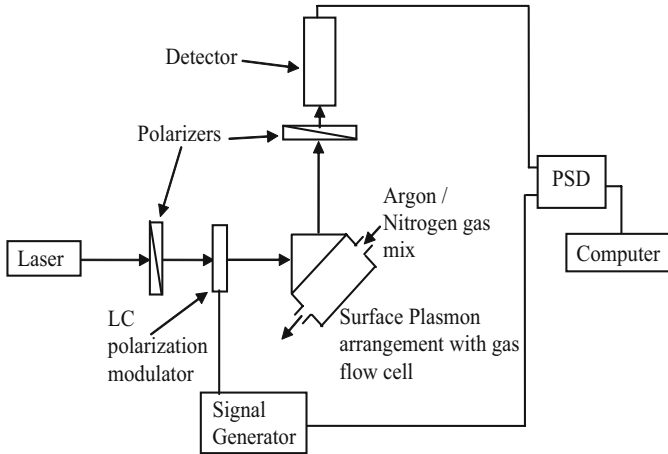 Detector
Polarizers
PSD
Argon /
Nitrogen gas
mix
Laser
Computer
LC
polarization
modulator
Surface Plasmon
arrangement with gas
flow cell
Signal
Generator